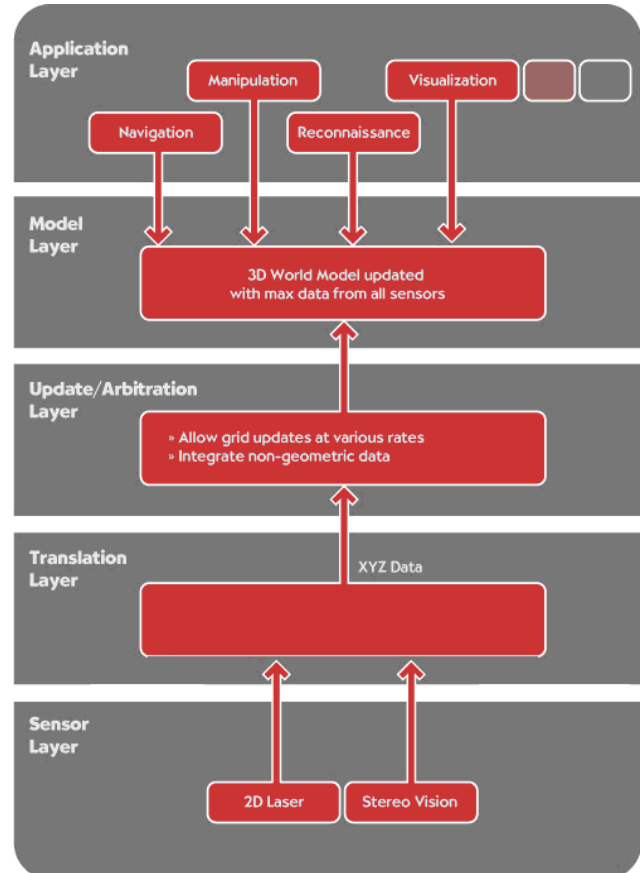 Application
Layer
Manipulation
Visualization
Navigation
Reconnaissance
Model
Layer
3D World Model updated
with max data from all sensors
Update/Arbitration
Layer
» Allow grid updates at various rates
» Integrate non-geometric data
Translation
Layer
XYZ Data
Sensor
Layer
2D Laser
Stereo Vision